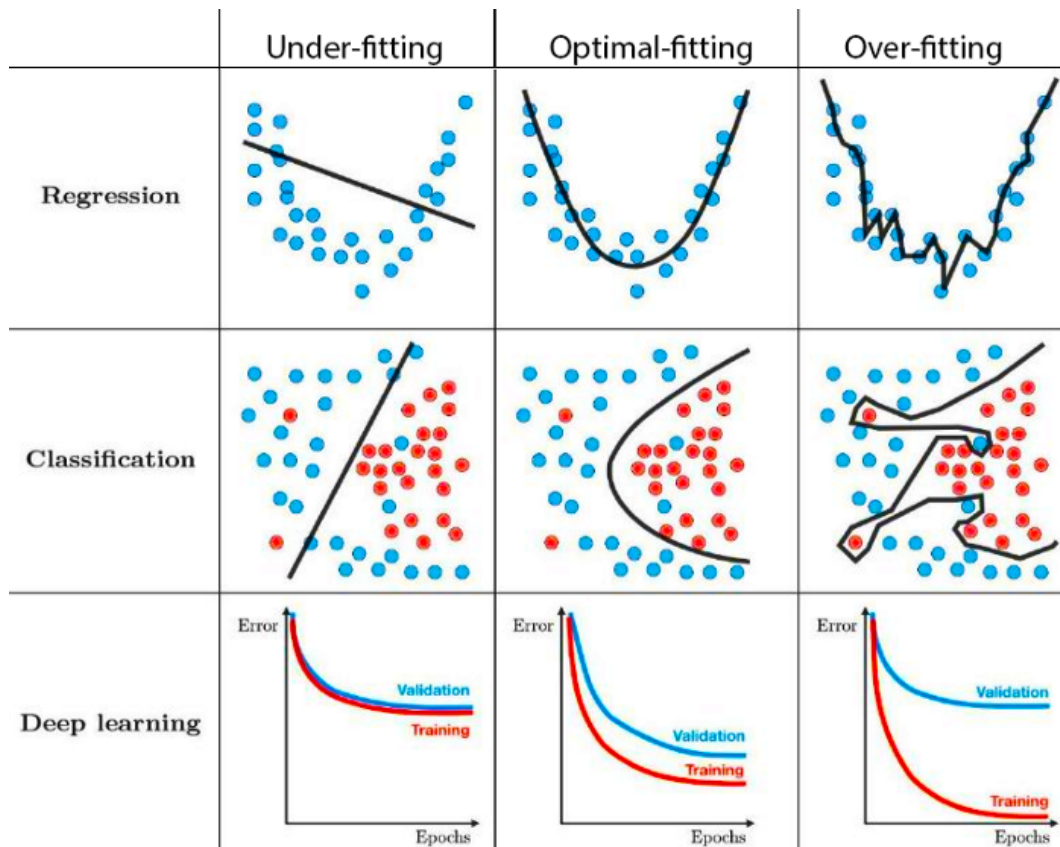 Under-fitting Optimal-fitting Over-fitting
Regression
Classification
Deep learning
Error
Validation
Training
Epochs
Error
Validation
Training
Epochs
Error
Validation
Training
Epochs